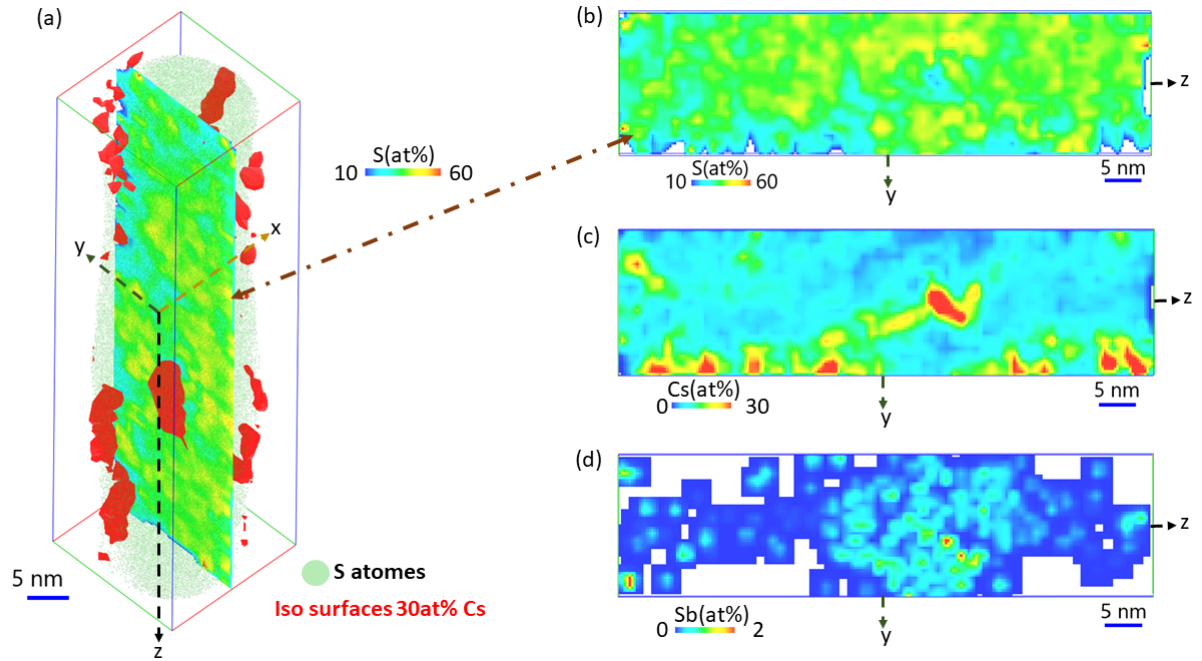 (a)
S(at%)
10 60
x
y
z
5 nm
S atomes
Iso surfaces 30at% Cs
(b)
z
S(at%)
10 60
y
5 nm
(c)
z
Cs(at%)
0 30
y
5 nm
(d)
z
Sb(at%)
0 2
y
5 nm